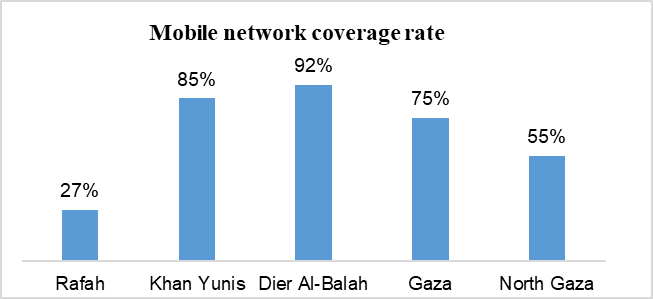 Mobile network coverage rate
92%
85%
75%
55%
27%
Rafah Khan Yunis Dier Al-Balah Gaza North Gaza